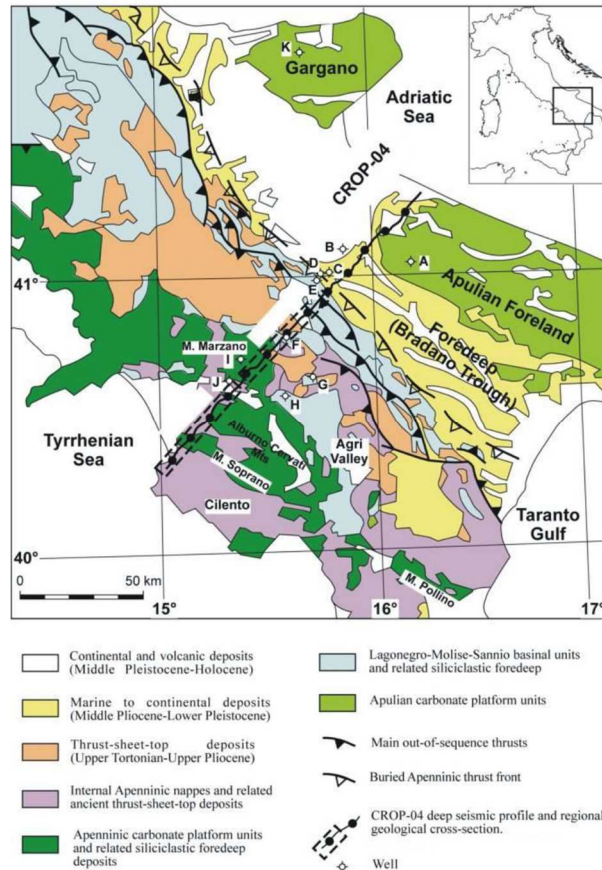 K
Gargano
Adriatic
Sea
CROP-04
B
A
D
C
41°
E
Apulian Foreland
Foredeep
(Bradano Trough)
M. Marzano
F
I
J
G
H
Tyrrhenian
Sea
Alburno Cervati
Mts
Agri
Valley
M. Soprano
Cilento
Taranto
Gulf
40°
M. Pollino
0 50 km
15° 16° 17°
Continental and volcanic deposits
(Middle Pleistocene-Holocene)
Marine to continental deposits
(Middle Pliocene-Lower Pleistocene)
Thrust-sheet-top deposits
(Upper Tortonian-Upper Pliocene)
Internal Apenninic nappes and related
ancient thrust-sheet-top deposits
Apenninic carbonate platform units
and related siliciclastic foredeep
deposits
Lagonegro-Molise-Sannio basinal units
and related siliciclastic foredeep
Apulian carbonate platform units
Main out-of-sequence thrusts
Buried Apenninic thrust front
CROP-04 deep seismic profile and regional
geological cross-section.
Well